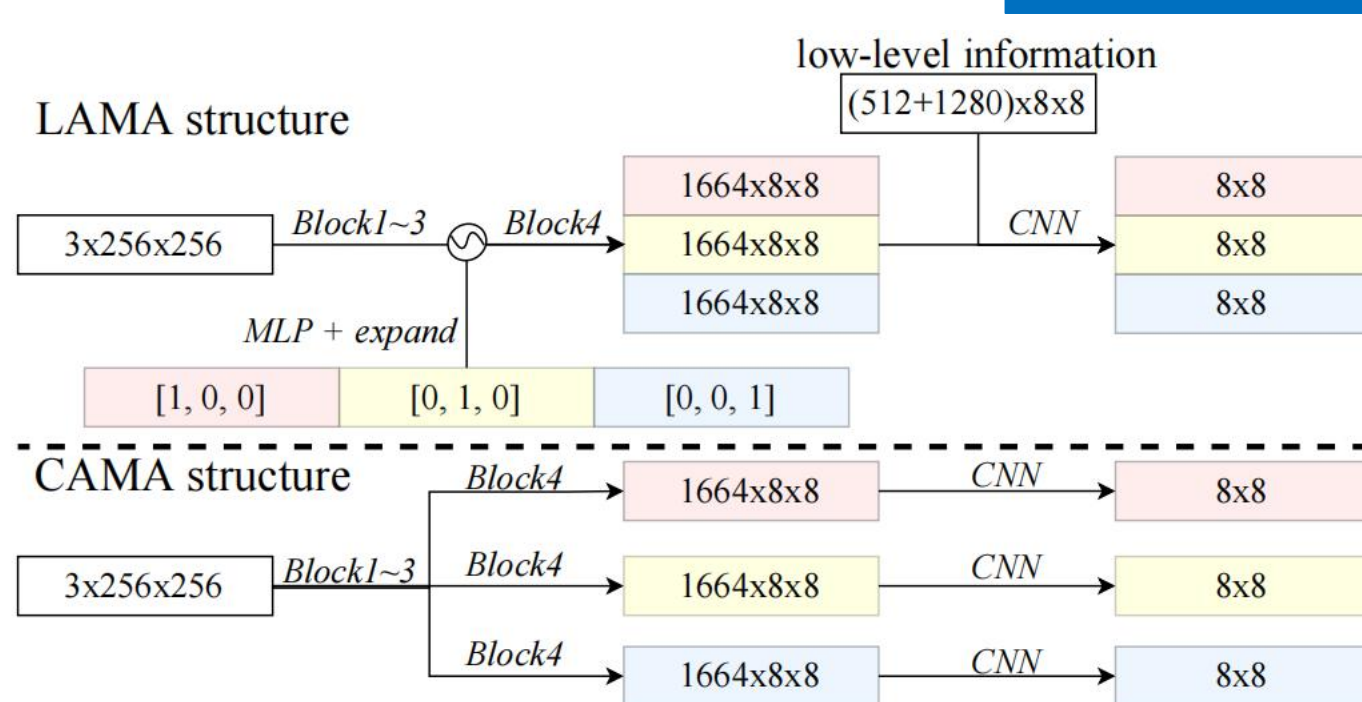 low-level information
(512+1280)x8x8
LAMA structure
1664x8x8
8x8
3x256x256
Block1~3
Block4
1664x8x8
CNN
8x8
1664x8x8
8x8
MLP + expand
[1, 0, 0]
[0, 1, 0]
[0, 0, 1]
CAMA structure
Block4
1664x8x8
CNN
8x8
3x256x256
Block1~3
Block4
1664x8x8
CNN
8x8
Block4
1664x8x8
CNN
8x8